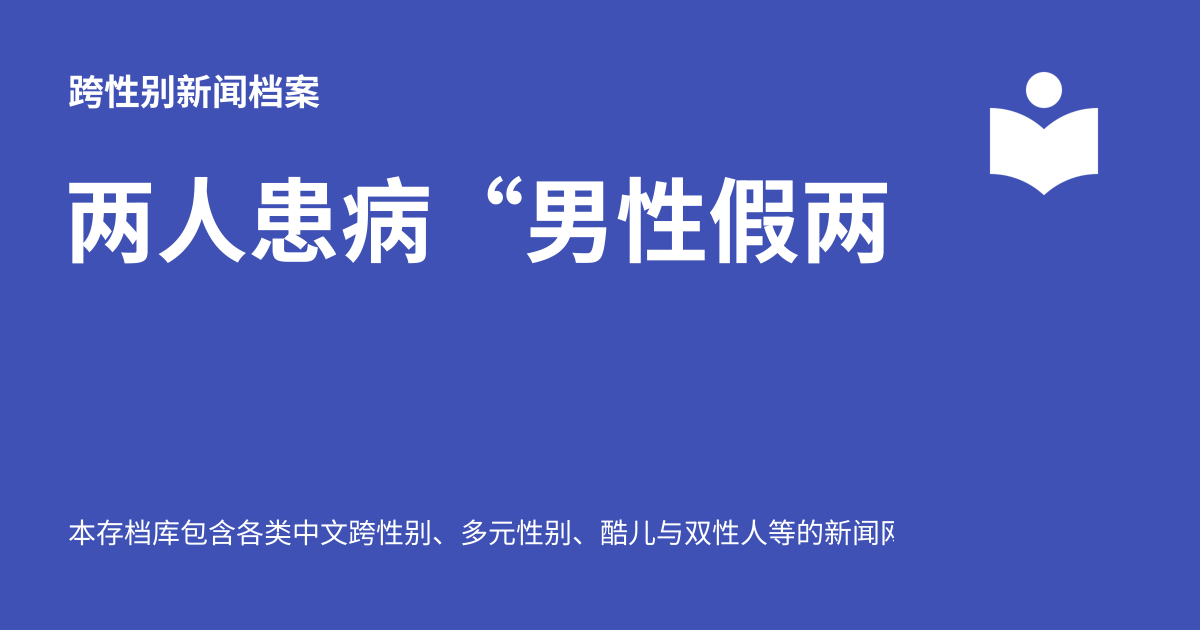 跨性别新闻档案
两人患病“男性假两
本存档库包含各类中文跨性别、多元性别、酷儿与双性人等的新闻